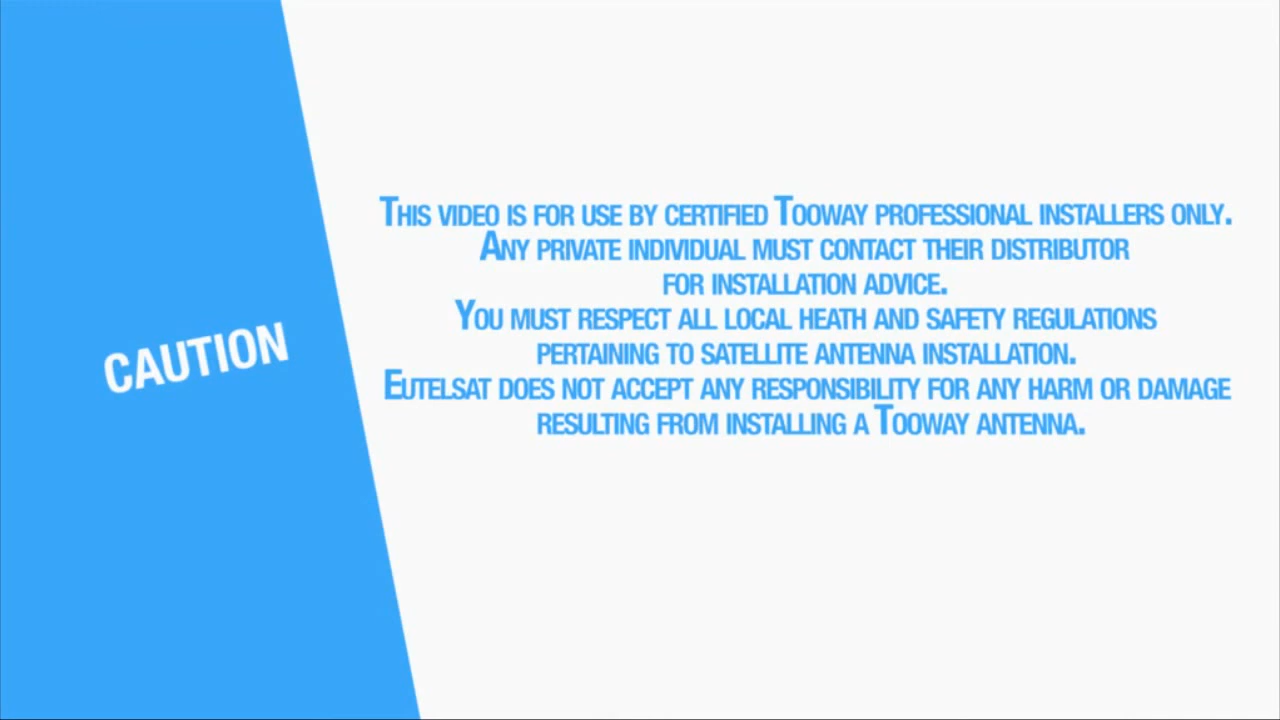 CAUTION
This video is for use by certified Tooway professional installers only.
Any private individual must contact their distributor
for installation advice.
You must respect all local heath and safety regulations
pertaining to satellite antenna installation.
Eutelsat does not accept any responsibility for any harm or damage
resulting from installing a Tooway antenna.